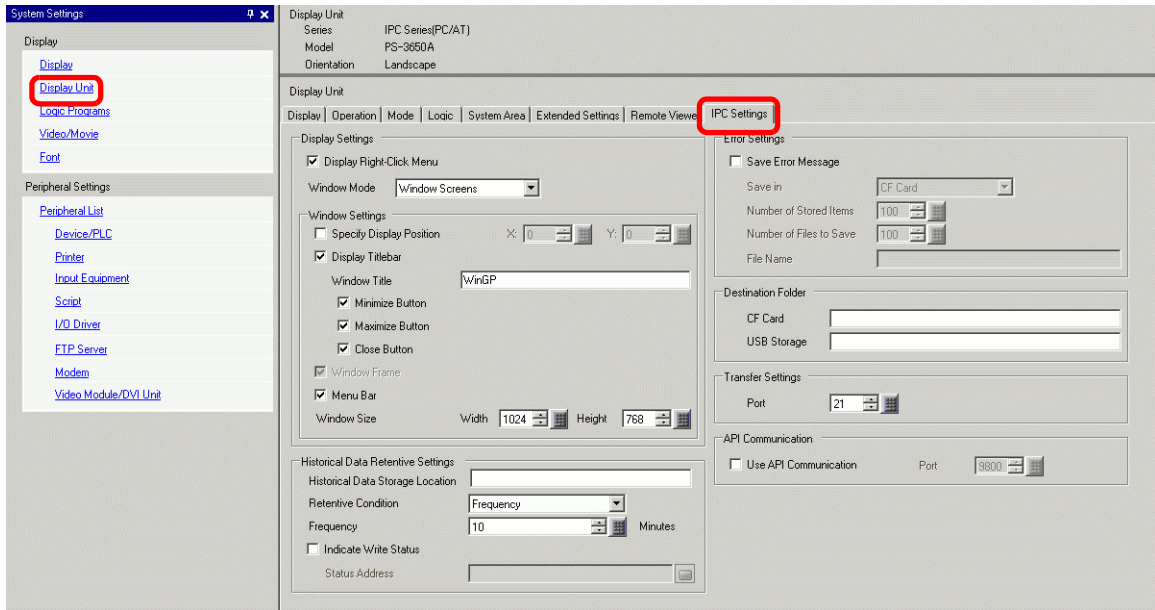 System Settings
Display
Display
Display Unit
Logic Programs
Video/Movie
Font
Peripheral Settings
Peripheral List
Device/PLC
Printer
Input Equipment
Script
I/O Driver
FTP Server
Modem
Video Module/DVI Unit
Display Unit
Series IPC Series(PC/AT)
Model PS-3650A
Orientation Landscape
Display Unit
Display Operation Mode Logic System Area Extended Settings Remote Viewer IPC Settings
Display Settings
Display Right-Click Menu
Window Mode Window Screens
Window Settings
Specify Display Position X: 0 Y: 0
Display Titlebar
Window Title WinGP
Minimize Button
Maximize Button
Close Button
Window Frame
Menu Bar
Window Size Width 1024 Height 768
Historical Data Retentive Settings
Historical Data Storage Location
Retentive Condition Frequency
Frequency 10 Minutes
Indicate Write Status
Status Address
Error Settings
Save Error Message
Save in CF Card
Number of Stored Items 100
Number of Files to Save 100
File Name
Destination Folder
CF Card
USB Storage
Transfer Settings
Port 21
API Communication
Use API Communication Port 9800